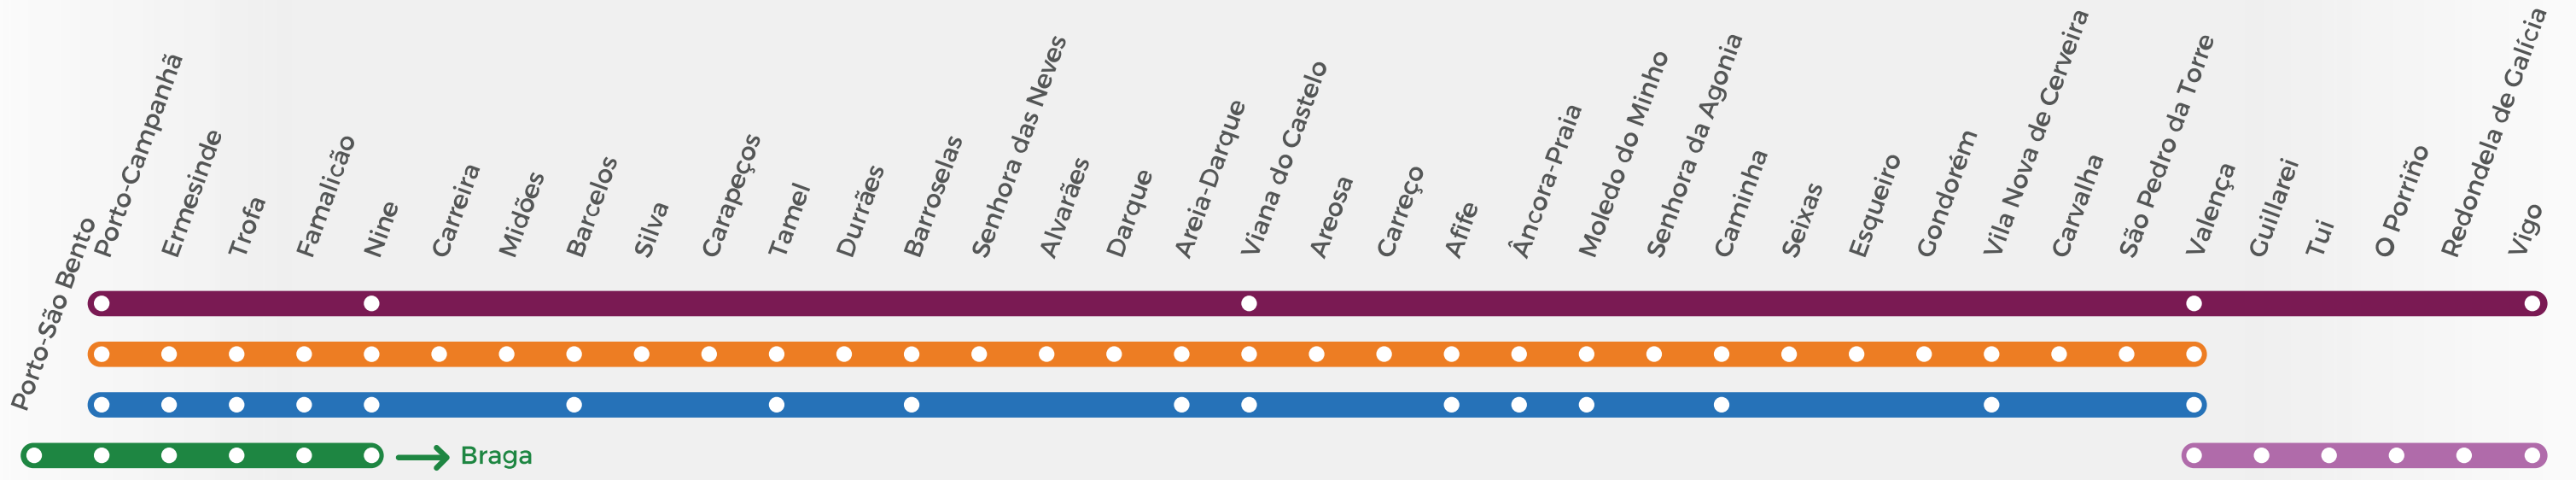 Porto-São Bento
Porto-Campanhã
Ermesinde
Trofa
Famalicão
Nine
Carreira
Midões
Barcelos
Silva
Carapeços
Tamel
Durrães
Barroselas
Senhora das Neves
Alvarães
Darque
Areia-Darque
Viana do Castelo
Areosa
Carreço
Afife
Âncora-Praia
Moledo do Minho
Senhora da Agonia
Caminha
Seixas
Esqueiro
Gondorém
Vila Nova de Cerveira
Carvalha
São Pedro da Torre
Valença
Guillarei
Tui
O Porriño
Redondela de Galícia
Vigo
Braga